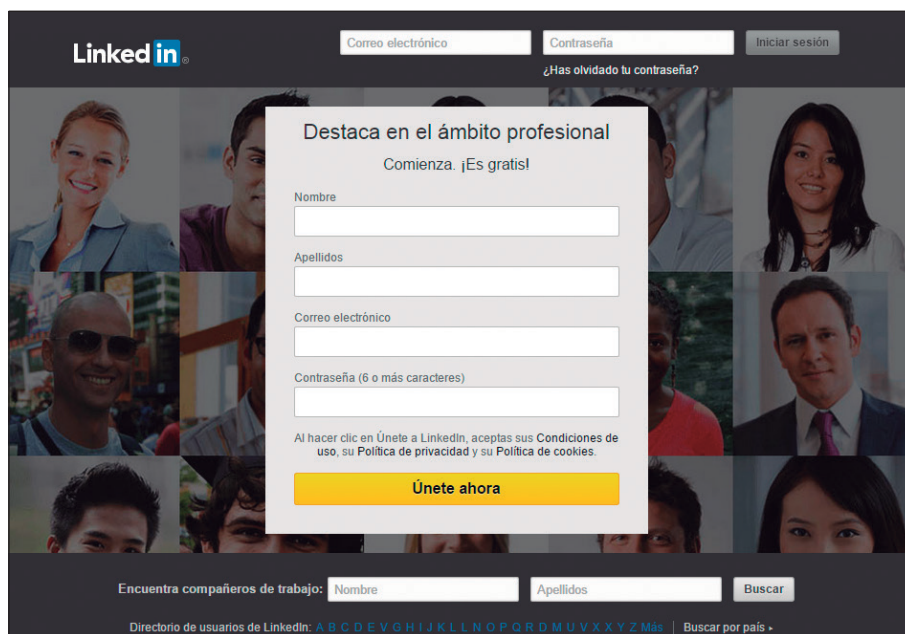 Linked in ®
Correo electrónico
Contraseña
Iniciar sesión
¿Has olvidado tu contraseña?
Destaca en el ámbito profesional
Comienza. ¡Es gratis!
Nombre
Apellidos
Correo electrónico
Contraseña (6 o más caracteres)
Al hacer clic en Únete a LinkedIn, aceptas sus Condiciones de
uso, su Política de privacidad y su Política de cookies.
Únete ahora
Encuentra compañeros de trabajo: Nombre Apellidos Buscar
Directorio de usuarios de LinkedIn: A B C D E V G H I J K L L N O P Q R D M U V X X Y Z Más | Buscar por país